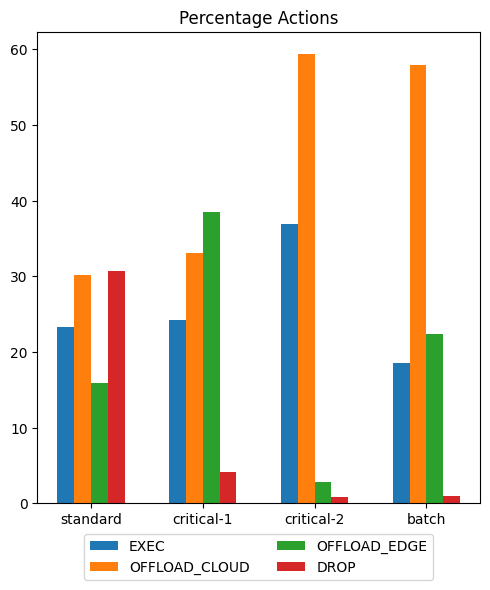 Percentage Actions
60
50
40
30
20
10
0
standard critical-1 critical-2 batch
EXEC OFFLOAD_EDGE
OFFLOAD_CLOUD DROP